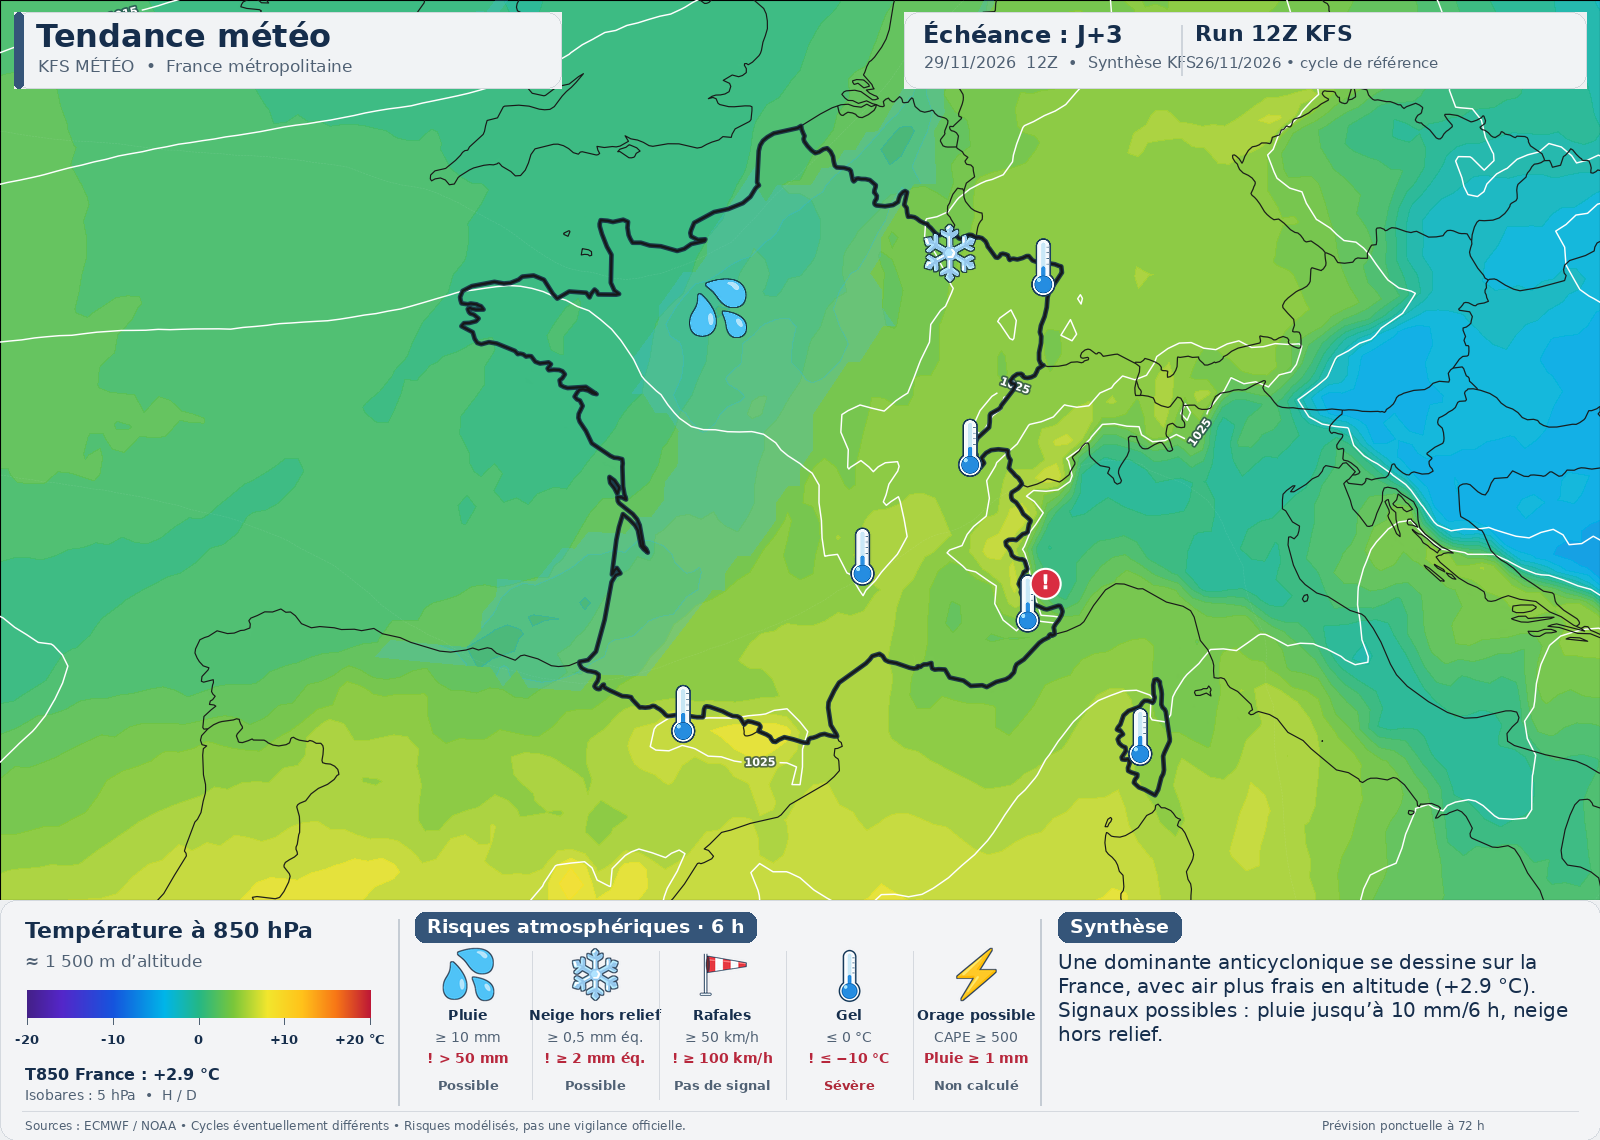 Tendance météo
KFS MÉTÉO • France métropolitaine
Échéance : J+3
29/11/2026 12Z • Synthèse KFS
Run 12Z KFS
26/11/2026 • cycle de référence
1025
1025
!
1025
Température à 850 hPa
≈ 1 500 m d’altitude
-20 -10 0 +10 +20 °C
T850 France : +2.9 °C
Isobares : 5 hPa • H / D
Risques atmosphériques · 6 h
Pluie
≥ 10 mm
! > 50 mm
Possible
Neige hors relief
≥ 0,5 mm éq.
! ≥ 2 mm éq.
Possible
Rafales
≥ 50 km/h
! ≥ 100 km/h
Pas de signal
Gel
≤ 0 °C
! ≤ −10 °C
Sévère
Orage possible
CAPE ≥ 500
Pluie ≥ 1 mm
Non calculé
Synthèse
Une dominante anticyclonique se dessine sur la
France, avec air plus frais en altitude (+2.9 °C).
Signaux possibles : pluie jusqu’à 10 mm/6 h, neige
hors relief.
Sources : ECMWF / NOAA • Cycles éventuellement différents • Risques modélisés, pas une vigilance officielle.
Prévision ponctuelle à 72 h